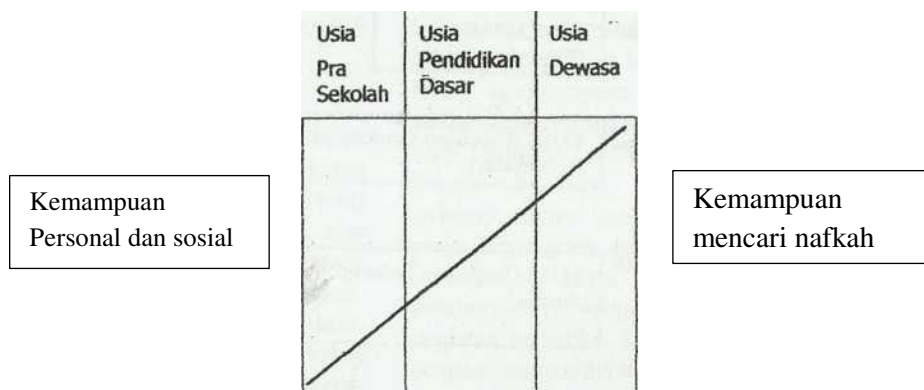 Usia
Pra
Sekolah
Usia
Pendidikan
Dasar
Usia
Dewasa
Kemampuan
Personal dan sosial
Kemampuan
mencari nafkah